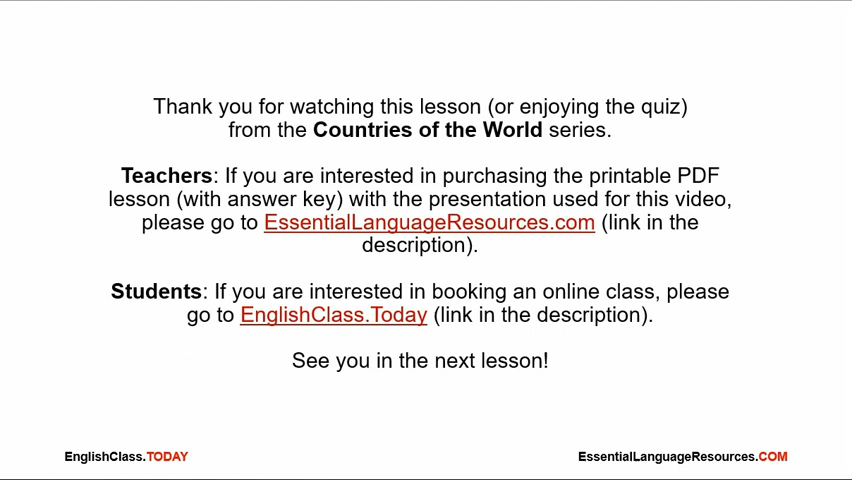 Thank you for watching this lesson (or enjoying the quiz)
from the Countries of the World series.
Teachers: If you are interested in purchasing the printable PDF
lesson (with answer key) with the presentation used for this video,
please go to EssentialLanguageResources.com (link in the
description).
Students: If you are interested in booking an online class, please
go to EnglishClass.Today (link in the description).
See you in the next lesson!
EnglishClass.TODAY
EssentialLanguageResources.COM